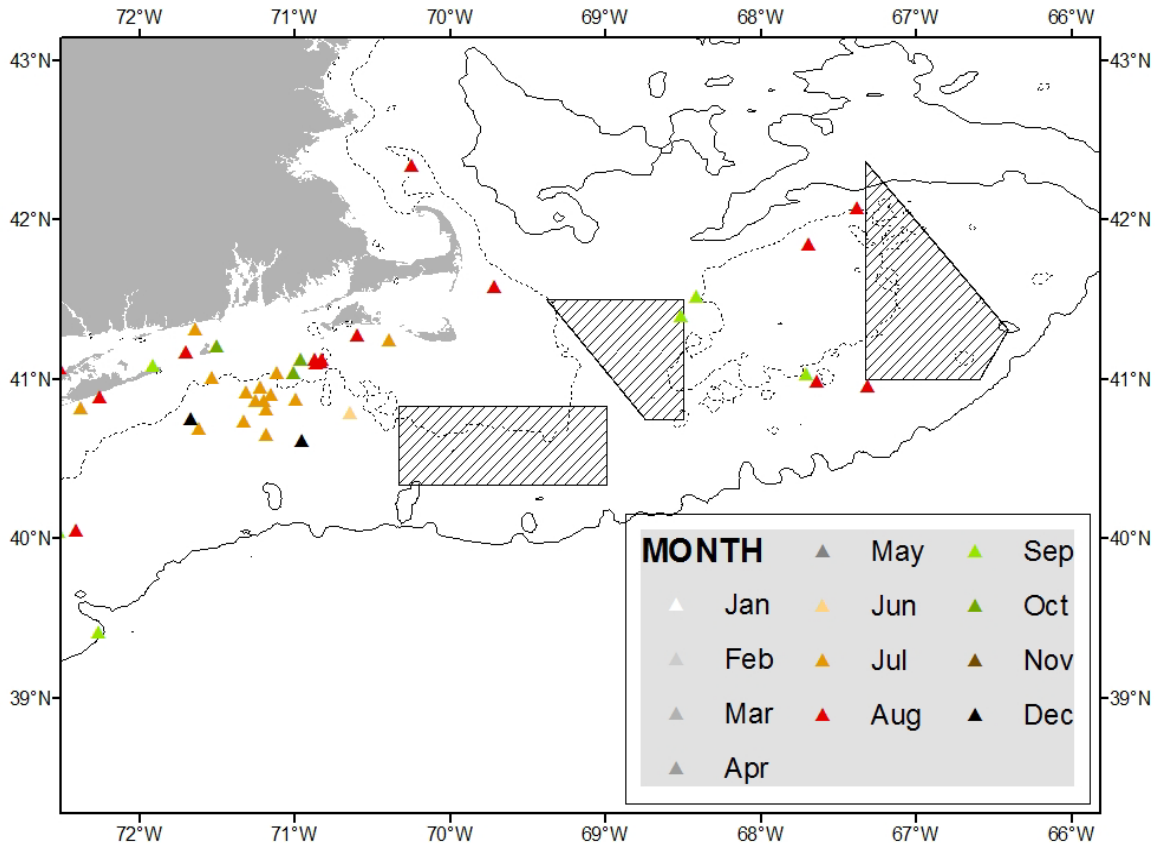 72°W 71°W 70°W 69°W 68°W 67°W 66°W
43°N 43°N
42°N 42°N
41°N 41°N
40°N 40°N
39°N 39°N
MONTH May Sep
Jan Jun Oct
Feb Jul Nov
Mar Aug Dec
Apr
72°W 71°W 70°W 69°W 68°W 67°W 66°W